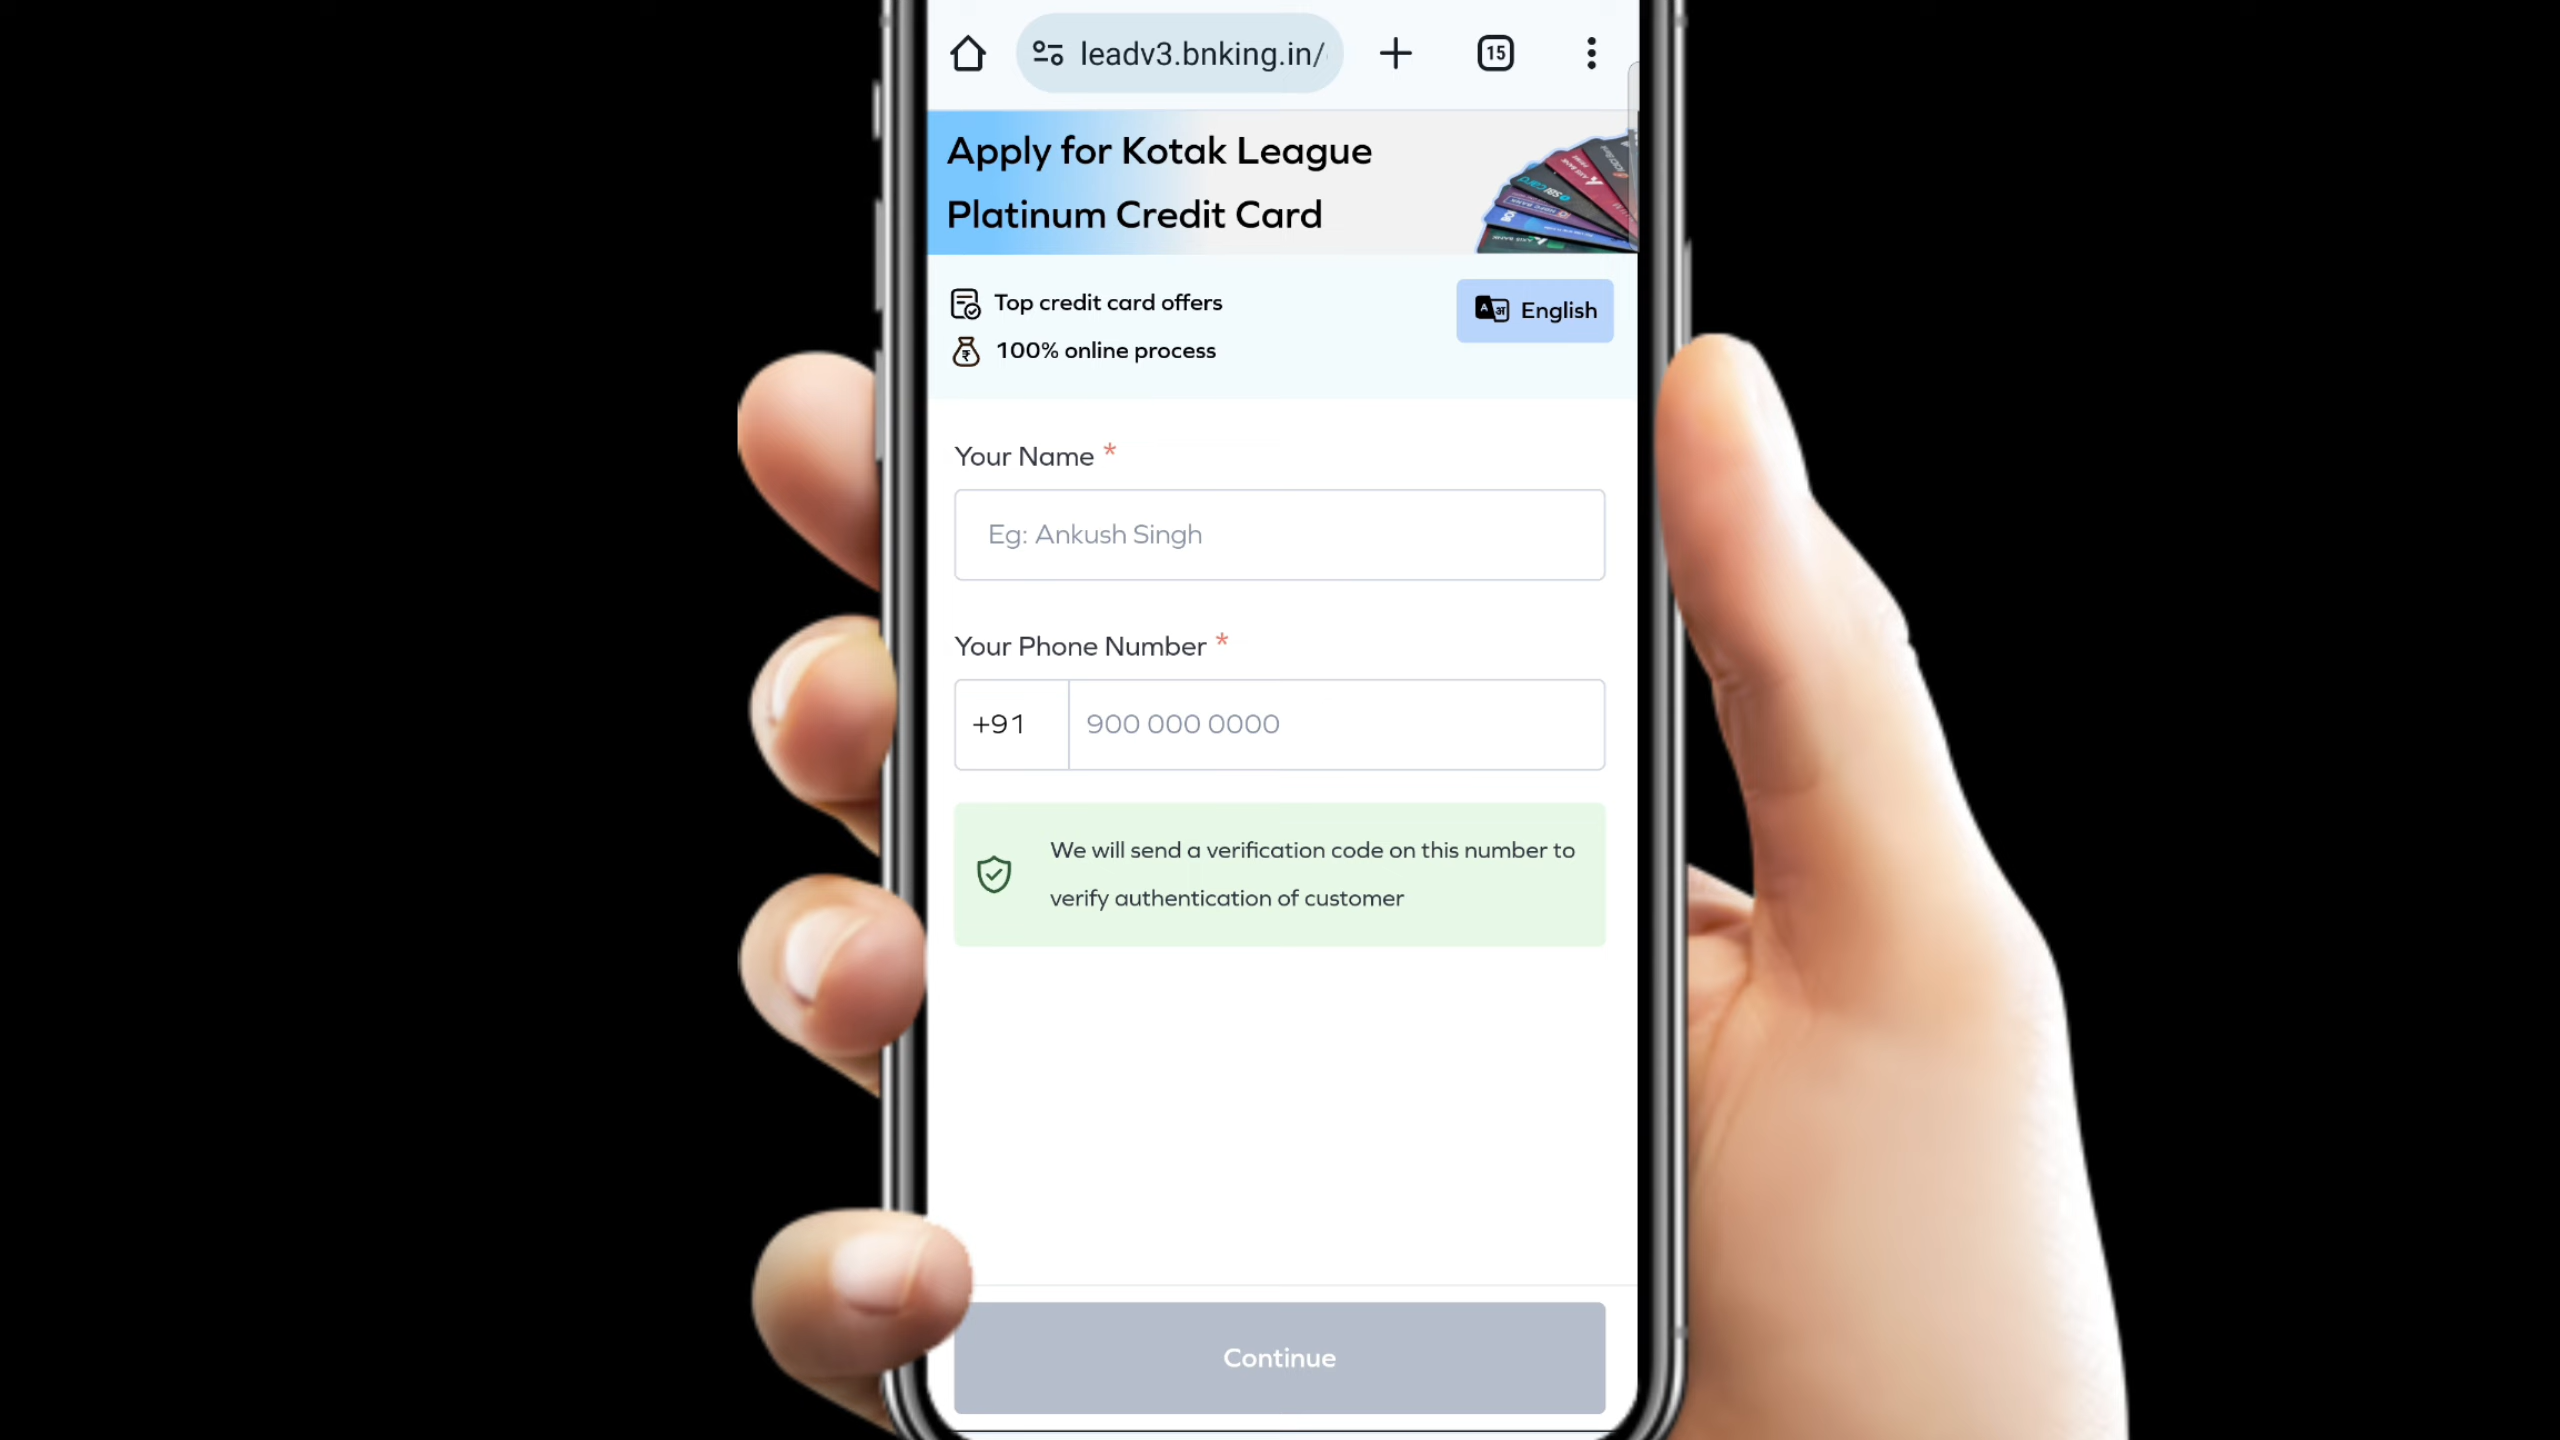 leadv3.bnking.in/
15
Apply for Kotak League
Platinum Credit Card
Top credit card offers
100% online process
English
Your Name *
Eg: Ankush Singh
Your Phone Number *
+91
900 000 0000
We will send a verification code on this number to
verify authentication of customer
Continue